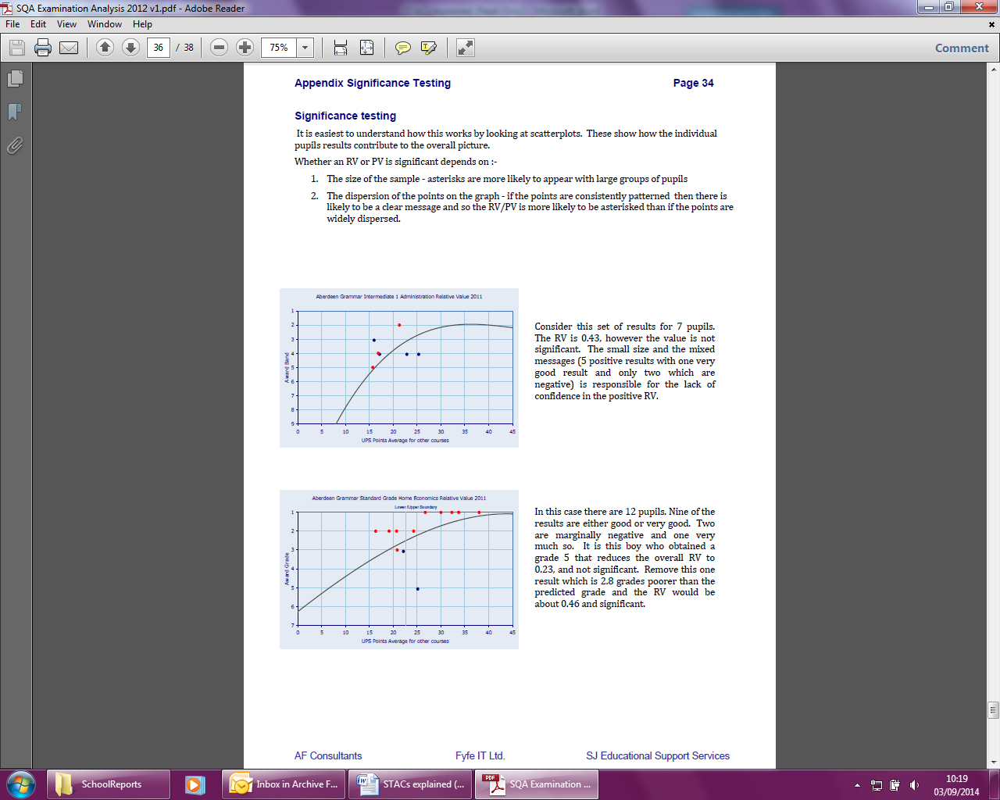 SQA Examination Analysis 2012 v1.pdf - Adobe Reader
File Edit View Window Help
36 / 38 75% Comment
Appendix Significance Testing Page 34
Significance testing
It is easiest to understand how this works by looking at scatterplots. These show how the individual
pupils results contribute to the overall picture.
Whether an RV or PV is significant depends on :-
1. The size of the sample - asterisks are more likely to appear with large groups of pupils
2. The dispersion of the points on the graph - if the points are consistently patterned then there is
likely to be a clear message and so the RV/PV is more likely to be asterisked than if the points are
widely dispersed.
Aberdeen Grammar Intermediate 1 Administration Relative Value 2011
Award Band
1
2
3
4
5
6
7
8
9
0 5 10 15 20 25 30 35 40 45
UPS Points Average for other courses
Consider this set of results for 7 pupils.
The RV is 0.43, however the value is not
significant. The small size and the mixed
messages (5 positive results with one very
good result and only two which are
negative) is responsible for the lack of
confidence in the positive RV.
Aberdeen Grammar Standard Grade Home Economics Relative Value 2011
Lower/Upper Boundary
Award Grade
1
2
3
4
5
6
7
0 5 10 15 20 25 30 35 40 45
UPS Points Average for other courses
In this case there are 12 pupils. Nine of the
results are either good or very good. Two
are marginally negative and one very
much so. It is this boy who obtained a
grade 5 that reduces the overall RV to
0.23, and not significant. Remove this one
result which is 2.8 grades poorer than the
predicted grade and the RV would be
about 0.46 and significant.
AF Consultants Fyfe IT Ltd. SJ Educational Support Services
SchoolReports Inbox in Archive F... STACs explained (... SQA Examination ...
10:19
03/09/2014